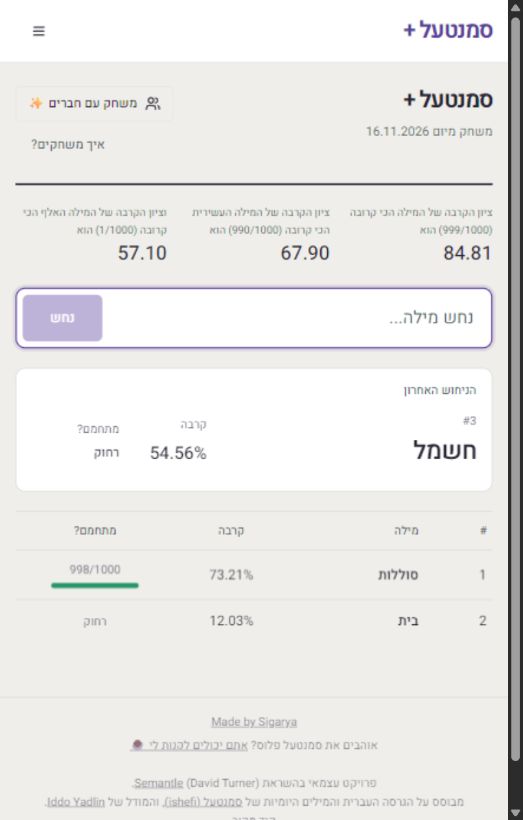 סמנטעל +
סמנטעל +
משחק מיום 16.11.2026
משחק עם חברים
איך משחקים?
ציון הקרבה של המילה הכי קרובה
(999/1000) הוא
84.81
ציון הקרבה של המילה העשירית
הכי קרובה (990/1000) הוא
67.90
וציון הקרבה של המילה האלף הכי
קרובה (1/1000) הוא
57.10
נחש מילה...
נחש
הניחוש האחרון
#3
חשמל
קרבה
54.56%
מתחמם?
רחוק
# מילה קרבה מתחמם?
1 סוללות 73.21% 998/1000
2 בית 12.03% רחוק
Made by Sigarya
אוהבים את סמנטעל פלוס? אתם יכולים לקנות לי
פרויקט עצמאי בהשראת Semantle (David Turner).
מבוסס על הגרסה העברית והמילים היומיות של סמנטעל (ishefi), והמודל של Iddo Yadlin.